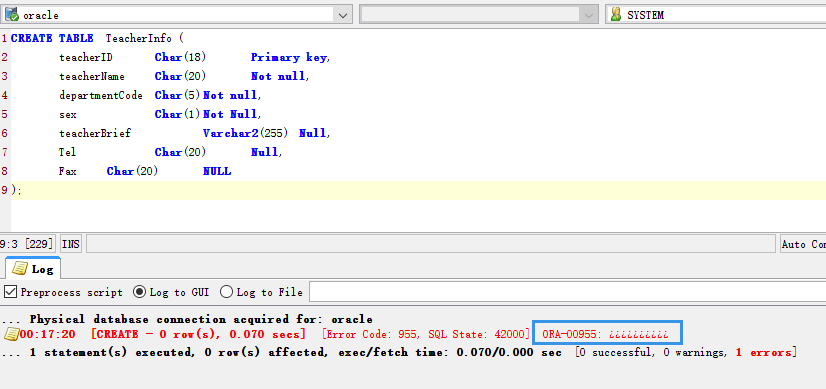 oracle
SYSTEM
1 CREATE TABLE TeacherInfo (
2 teacherID Char(18) Primary key,
3 teacherName Char(20) Not null,
4 departmentCode Char(5) Not null,
5 sex Char(1) Not Null,
6 teacherBrief Varchar2(255) Null,
7 Tel Char(20) Null,
8 Fax Char(20) NULL
9 );
9:3 [229] INS Auto Con
Log
Preprocess script Log to GUI Log to File
... Physical database connection acquired for: oracle
00:17:20 [CREATE - 0 row(s), 0.070 secs] [Error Code: 955, SQL State: 42000] ORA-00955: ¿¿¿¿¿¿¿¿¿¿
... 1 statement(s) executed, 0 row(s) affected, exec/fetch time: 0.070/0.000 sec [0 successful, 0 warnings, 1 errors]